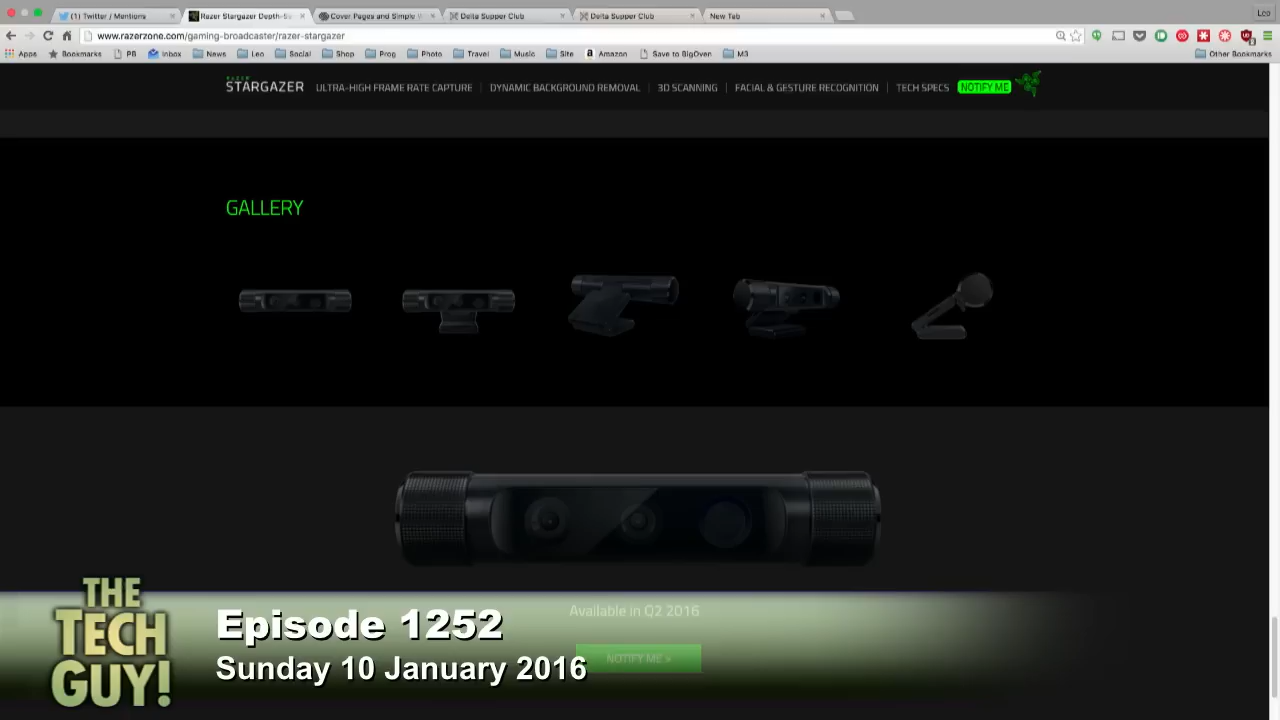 (1) Twitter / Mentions
Razer Stargazer Depth-Se
Cover Pages and Simple W
Delta Supper Club
Delta Supper Club
New Tab
Leo
www.razerzone.com/gaming-broadcaster/razer-stargazer
Apps
Bookmarks
PB
Inbox
News
Leo
Social
Shop
Prog
Photo
Travel
Music
Site
Amazon
Save to BigOven
M3
Other Bookmarks
RAZER
STARGAZER
ULTRA-HIGH FRAME RATE CAPTURE
DYNAMIC BACKGROUND REMOVAL
3D SCANNING
FACIAL & GESTURE RECOGNITION
TECH SPECS
NOTIFY ME
GALLERY
Available in Q2 2016
NOTIFY ME >
THE
TECH
GUY!
Episode 1252
Sunday 10 January 2016